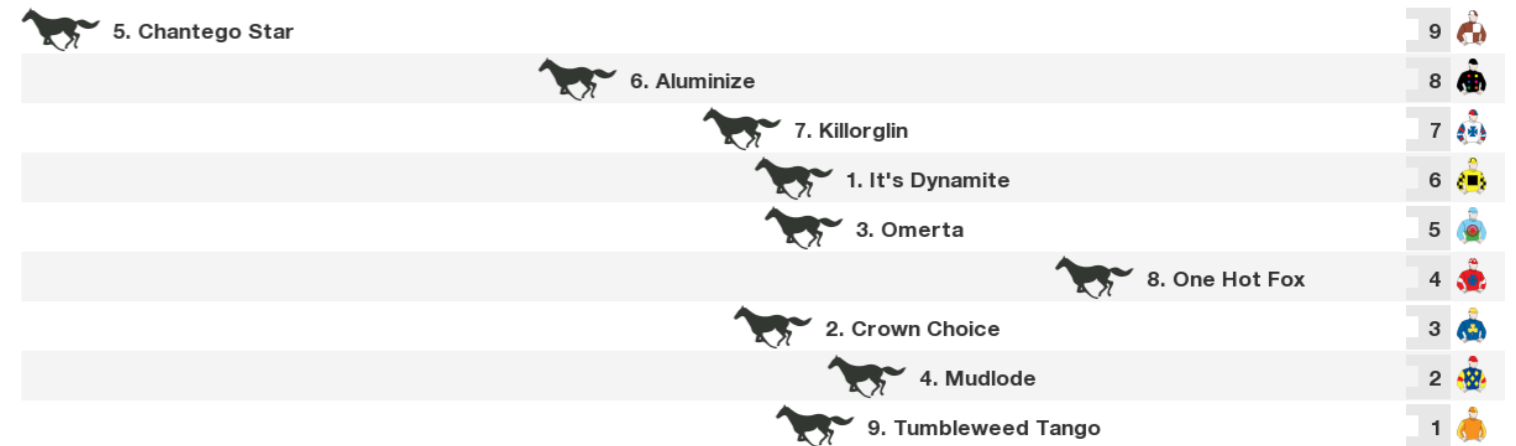 5. Chantego Star 9
6. Aluminize 8
7. Killorglin 7
1. It's Dynamite 6
3. Omerta 5
8. One Hot Fox 4
2. Crown Choice 3
4. Mudlode 2
9. Tumbleweed Tango 1